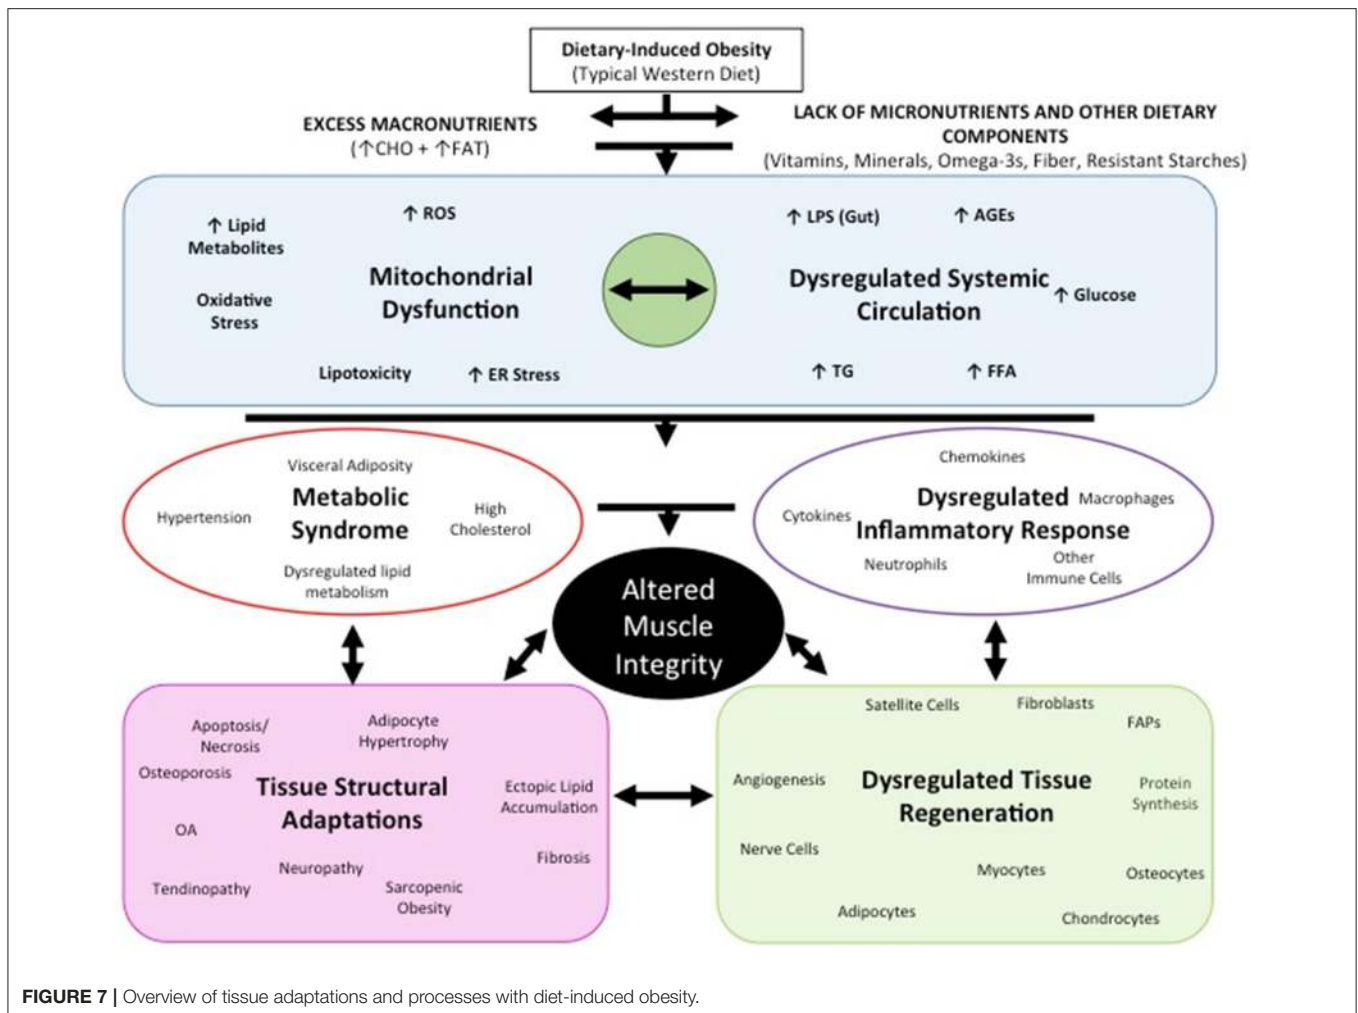 Dietary-Induced Obesity
(Typical Western Diet)
EXCESS MACRONUTRIENTS
(↑CHO + ↑FAT)
LACK OF MICRONUTRIENTS AND OTHER DIETARY
COMPONENTS
(Vitamins, Minerals, Omega-3s, Fiber, Resistant Starches)
↑ Lipid
Metabolites
↑ ROS
Mitochondrial
Dysfunction
Oxidative
Stress
Lipotoxicity
↑ ER Stress
↑ LPS (Gut)
↑ AGEs
Dysregulated Systemic
Circulation
↑ Glucose
↑ TG
↑ FFA
Visceral Adiposity
Metabolic
Syndrome
Hypertension
High
Cholesterol
Dysregulated lipid
metabolism
Chemokines
Dysregulated
Inflammatory Response
Macrophages
Cytokines
Neutrophils
Other
Immune Cells
Altered
Muscle
Integrity
Apoptosis/
Necrosis
Adipocyte
Hypertrophy
Osteoporosis
Tissue Structural
Adaptations
Ectopic Lipid
Accumulation
OA
Neuropathy
Fibrosis
Tendinopathy
Sarcopenic
Obesity
Satellite Cells
Fibroblasts
FAPs
Angiogenesis
Dysregulated Tissue
Regeneration
Protein
Synthesis
Nerve Cells
Myocytes
Osteocytes
Adipocytes
Chondrocytes
FIGURE 7 | Overview of tissue adaptations and processes with diet-induced obesity.